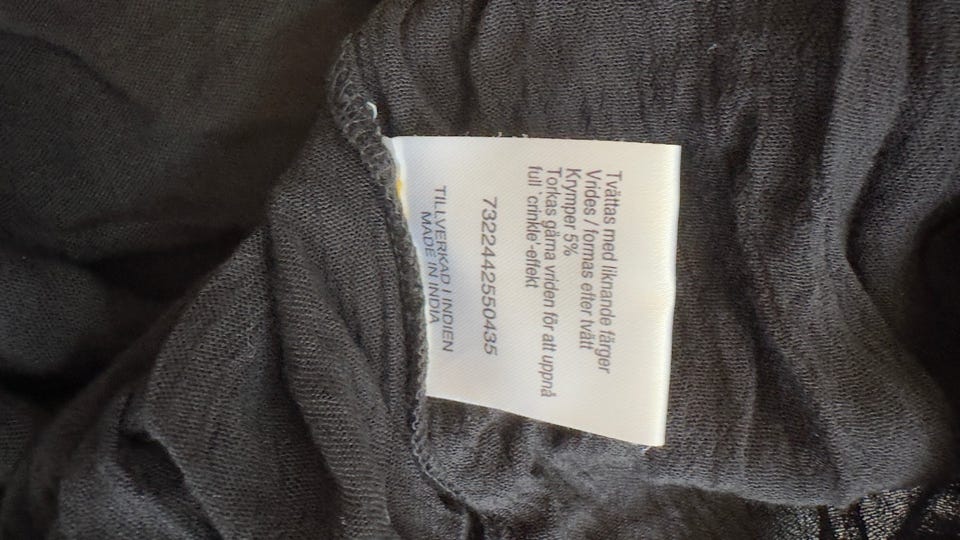 Tvättas med liknande färger
Vrides / formas efter tvätt
Krymper 5%
Torkas gärna vriden för att uppnå
full 'crinkle'-effekt
7322442550435
TILLVERKAD I INDIEN
MADE IN INDIA